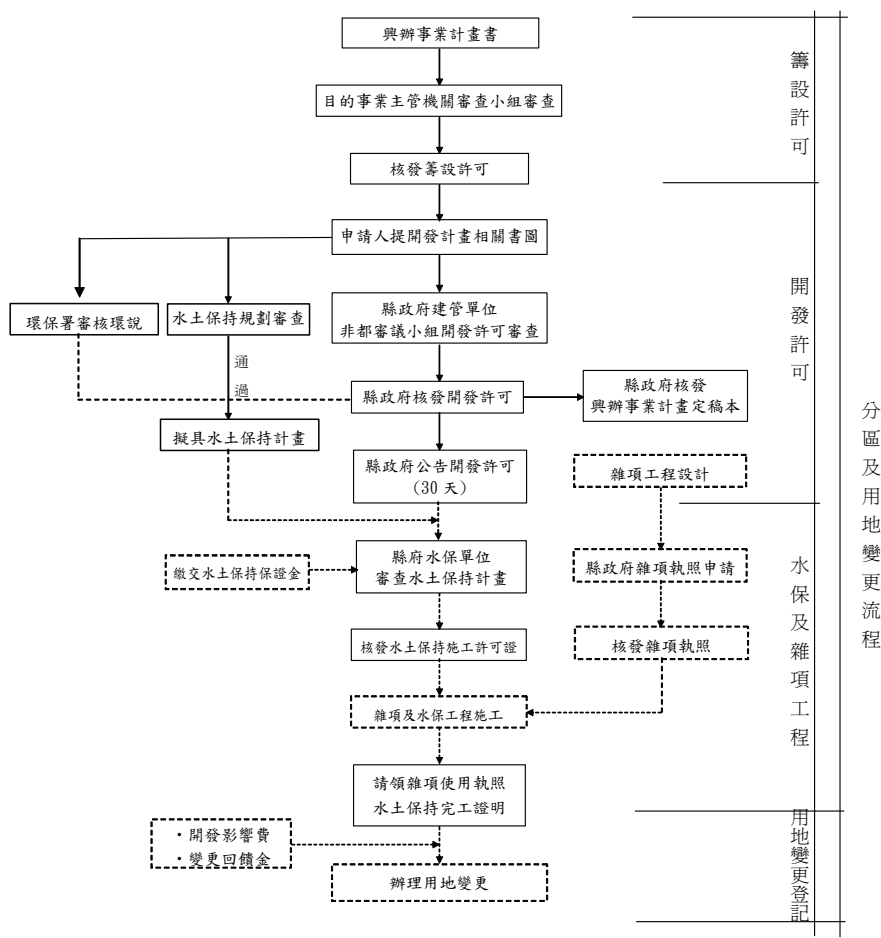 興辦事業計畫書
目的事業主管機關審查小組審查
核發籌設許可
申請人提開發計畫相關書圖
環保署審核環說
水土保持規劃審查
縣政府建管單位
非都審議小組開發許可審查
通
過
縣政府核發開發許可
縣政府核發
興辦事業計畫定稿本
擬具水土保持計畫
縣政府公告開發許可
(30 天)
雜項工程設計
繳交水土保持保證金
縣府水保單位
審查水土保持計畫
縣政府雜項執照申請
核發水土保持施工許可證
核發雜項執照
雜項及水保工程施工
請領雜項使用執照
水土保持完工證明
・開發影響費
・變更回饋金
辦理用地變更
籌設許可
開發許可
水保及雜項工程
用地變更登記
分區及用地變更流程